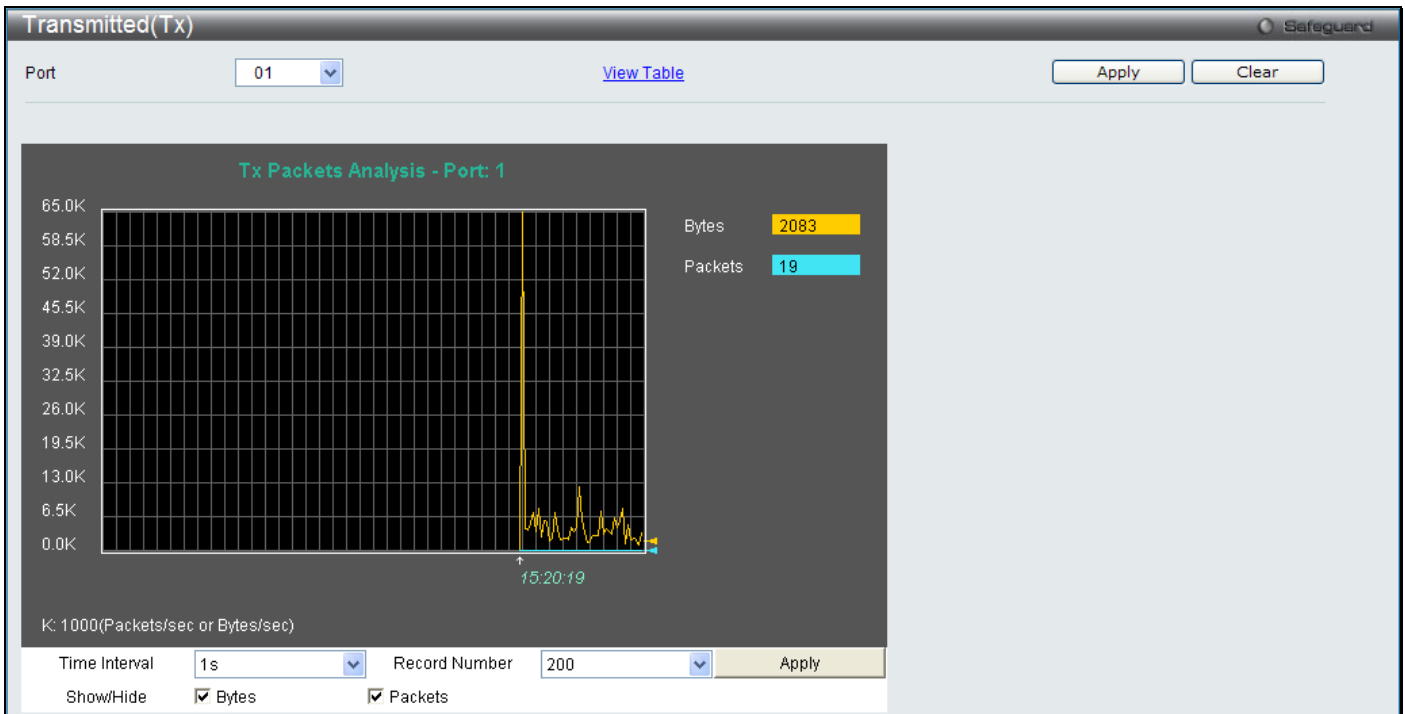 Transmitted(Tx)
Safeguard
Port 01 View Table Apply Clear
Tx Packets Analysis - Port: 1
65.0K
58.5K
52.0K
45.5K
39.0K
32.5K
26.0K
19.5K
13.0K
6.5K
0.0K
Bytes 2083
Packets 19
15:20:19
K: 1000(Packets/sec or Bytes/sec)
Time Interval 1s Record Number 200 Apply
Show/Hide Bytes Packets